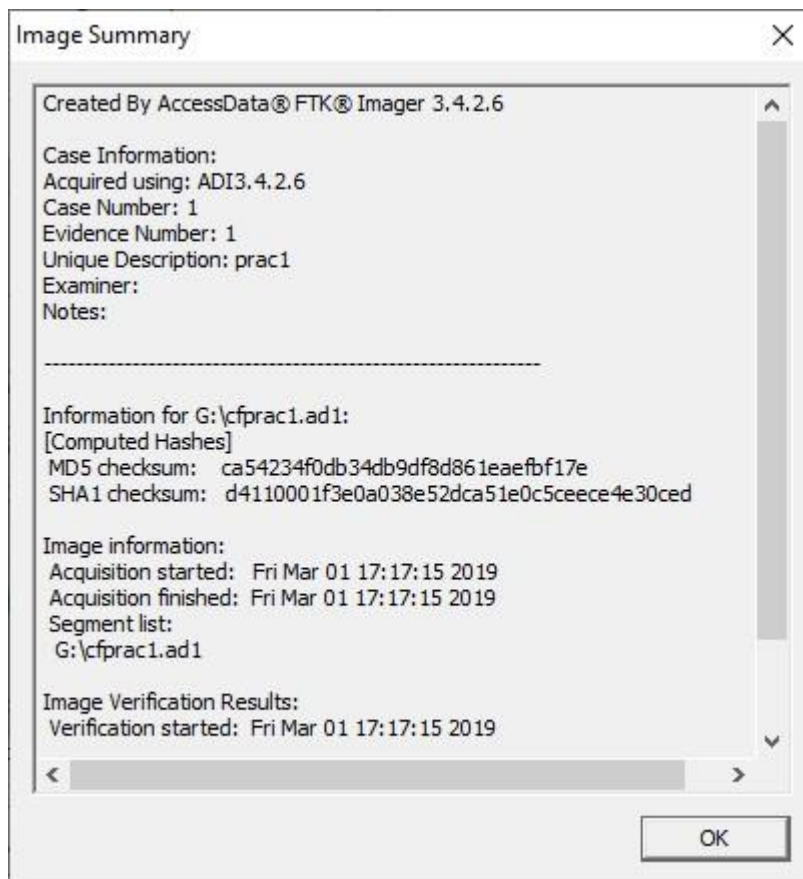 Image Summary
Created By AccessData® FTK® Imager 3.4.2.6
Case Information:
Acquired using: ADI3.4.2.6
Case Number: 1
Evidence Number: 1
Unique Description: prac1
Examiner:
Notes:
--------------------------------------------------------------
Information for G:\cfprac1.ad1:
[Computed Hashes]
MD5 checksum: ca54234f0db34db9df8d861eaefbf17e
SHA1 checksum: d4110001f3e0a038e52dca51e0c5ceece4e30ced
Image information:
Acquisition started: Fri Mar 01 17:17:15 2019
Acquisition finished: Fri Mar 01 17:17:15 2019
Segment list:
G:\cfprac1.ad1
Image Verification Results:
Verification started: Fri Mar 01 17:17:15 2019
OK